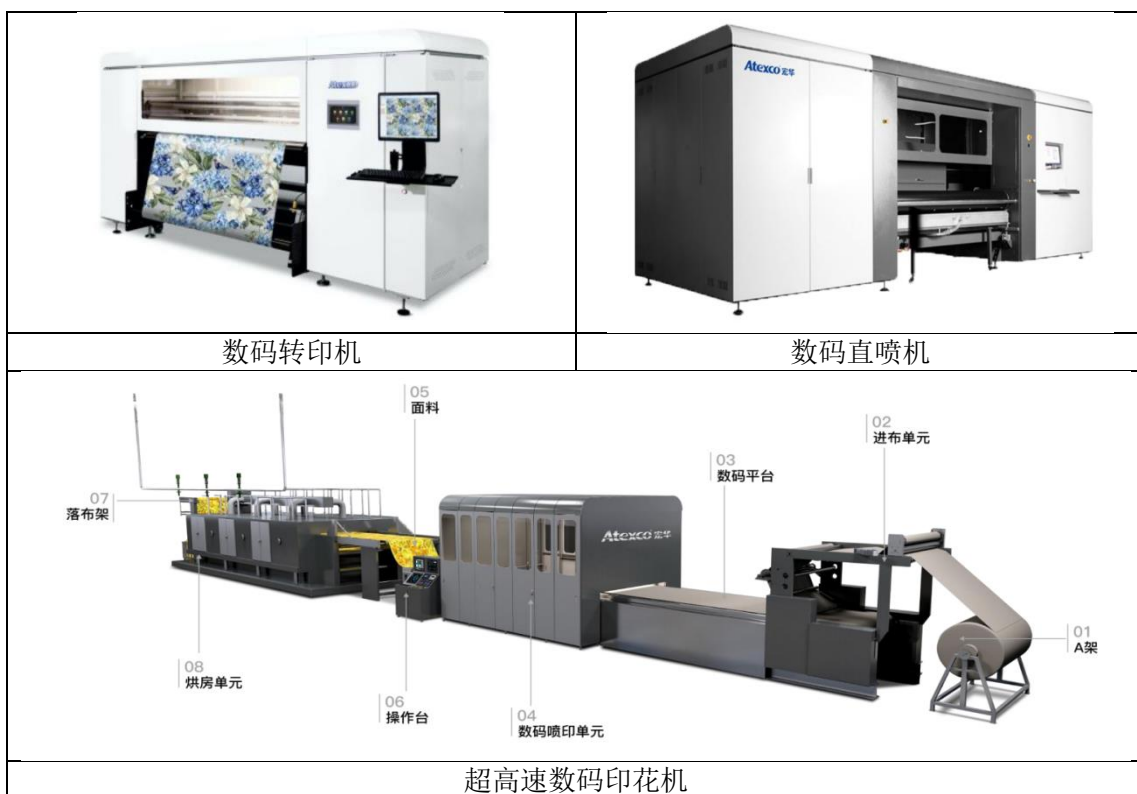 Atexco
Atexco 宏华
数码转印机
数码直喷机
05
面料
02
进布单元
03
数码平台
07
落布架
Atexco 宏华
01
A架
08
烘房单元
06
操作台
04
数码喷印单元
超高速数码印花机